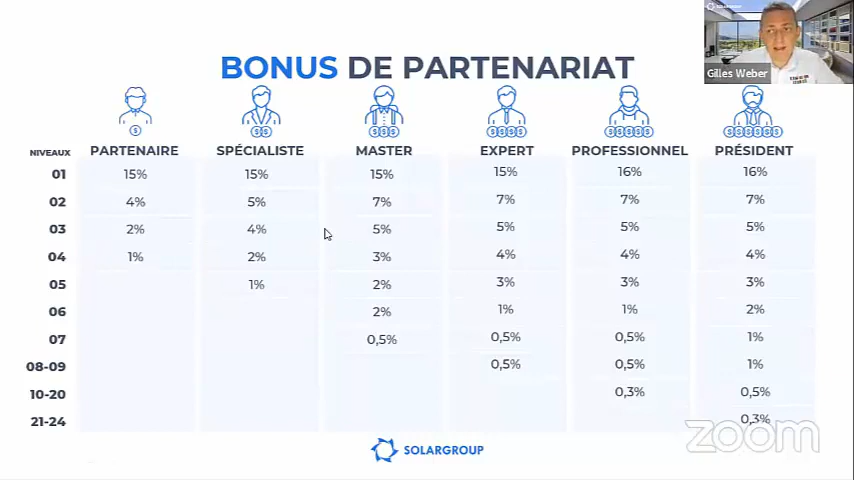 SOLARGROUP
Gilles Weber
BONUS DE PARTENARIAT
NIVEAUX PARTENAIRE SPÉCIALISTE MASTER EXPERT PROFESSIONNEL PRÉSIDENT
01 15% 15% 15% 15% 16% 16%
02 4% 5% 7% 7% 7% 7%
03 2% 4% 5% 5% 5% 5%
04 1% 2% 3% 4% 4% 4%
05 1% 2% 3% 3% 3%
06 2% 1% 1% 2%
07 0,5% 0,5% 0,5% 1%
08-09 0,5% 0,5% 1%
10-20 0,3% 0,5%
21-24 0,3%
zoom
SOLARGROUP